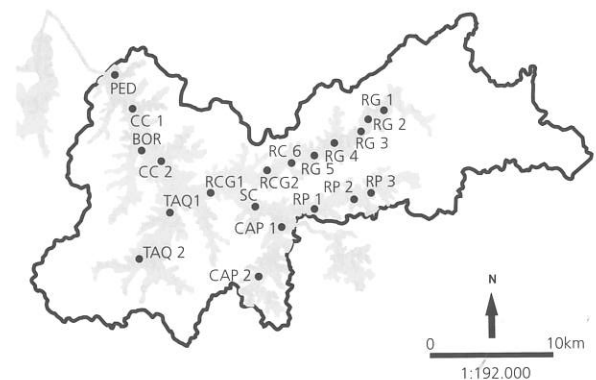 PED
CC 1
BOR
CC 2
TAQ1
TAQ 2
RCG1
SC
RC 6
RCG2
CAP 1
CAP 2
RG 5
RG 4
RG 3
RG 2
RG 1
RP 1
RP 2
RP 3
N
0 10km
1:192.000